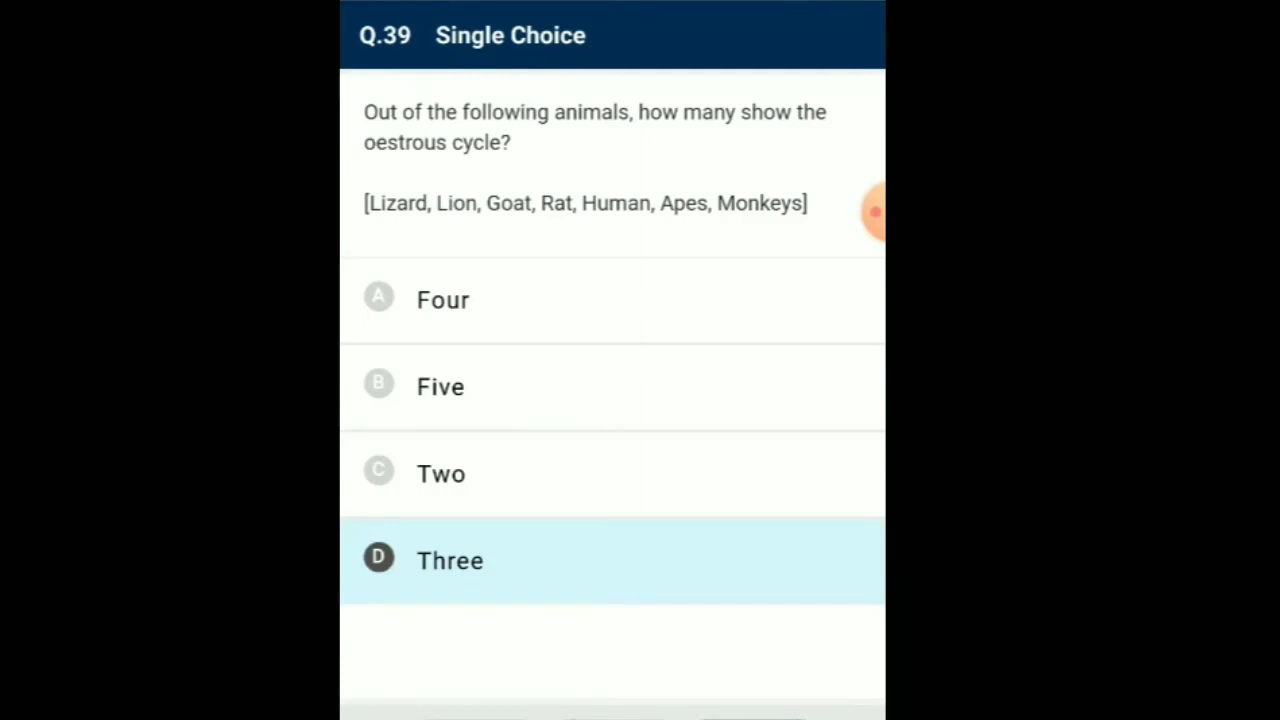 Q.39 Single Choice
Out of the following animals, how many show the
oestrous cycle?
[Lizard, Lion, Goat, Rat, Human, Apes, Monkeys]
A Four
B Five
C Two
D Three